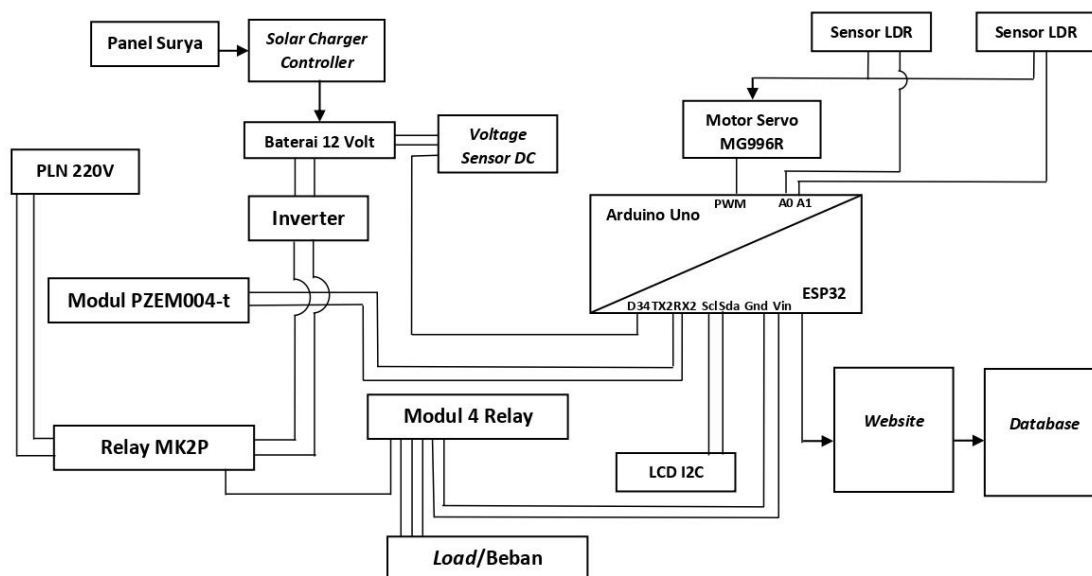 Panel Surya
Solar Charger
Controller
Sensor LDR
Sensor LDR
Baterai 12 Volt
Voltage
Sensor DC
Motor Servo
MG996R
PLN 220V
Inverter
PWM
A0 A1
Arduino Uno
Modul PZEM004-t
ESP32
D34 TX2 RX2 Scl Sda Gnd Vin
Modul 4 Relay
Relay MK2P
Website
Database
LCD I2C
Load/Beban